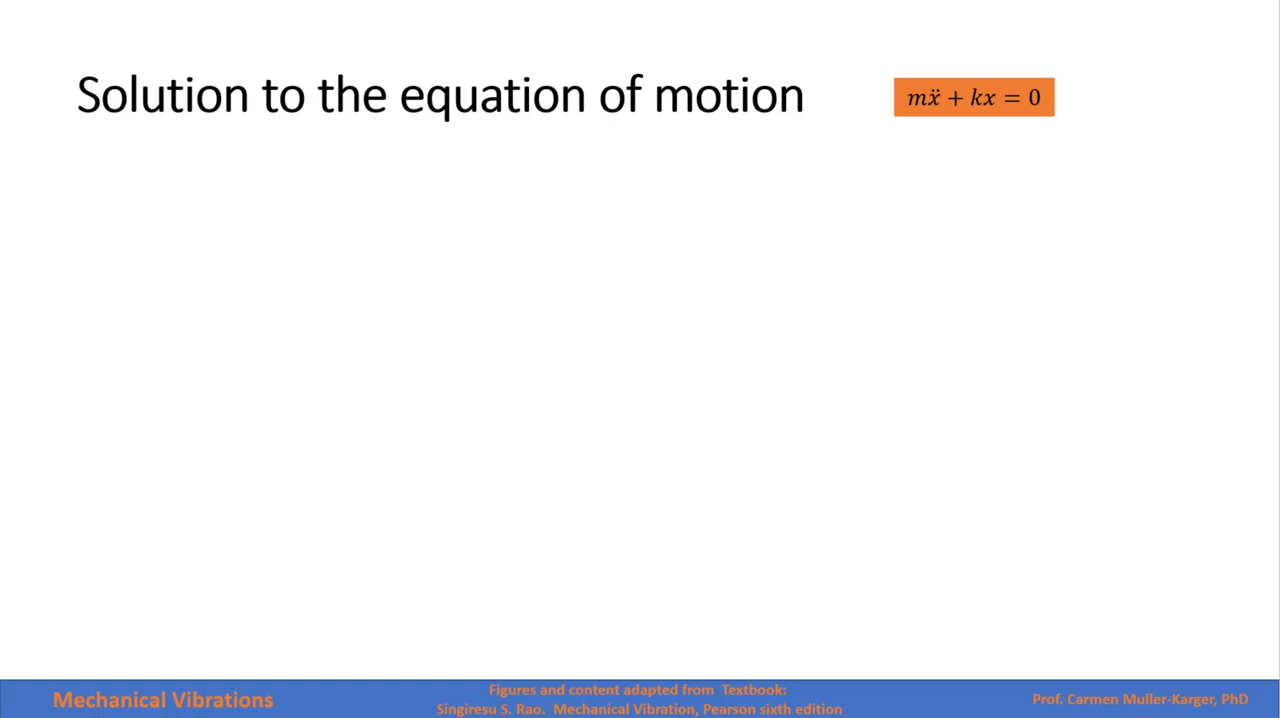 Solution to the equation of motion
mẍ + kx = 0
Mechanical Vibrations
Figures and content adapted from Textbook:
Singiresu S. Rao. Mechanical Vibration, Pearson sixth edition
Prof. Carmen Muller-Karger, PhD